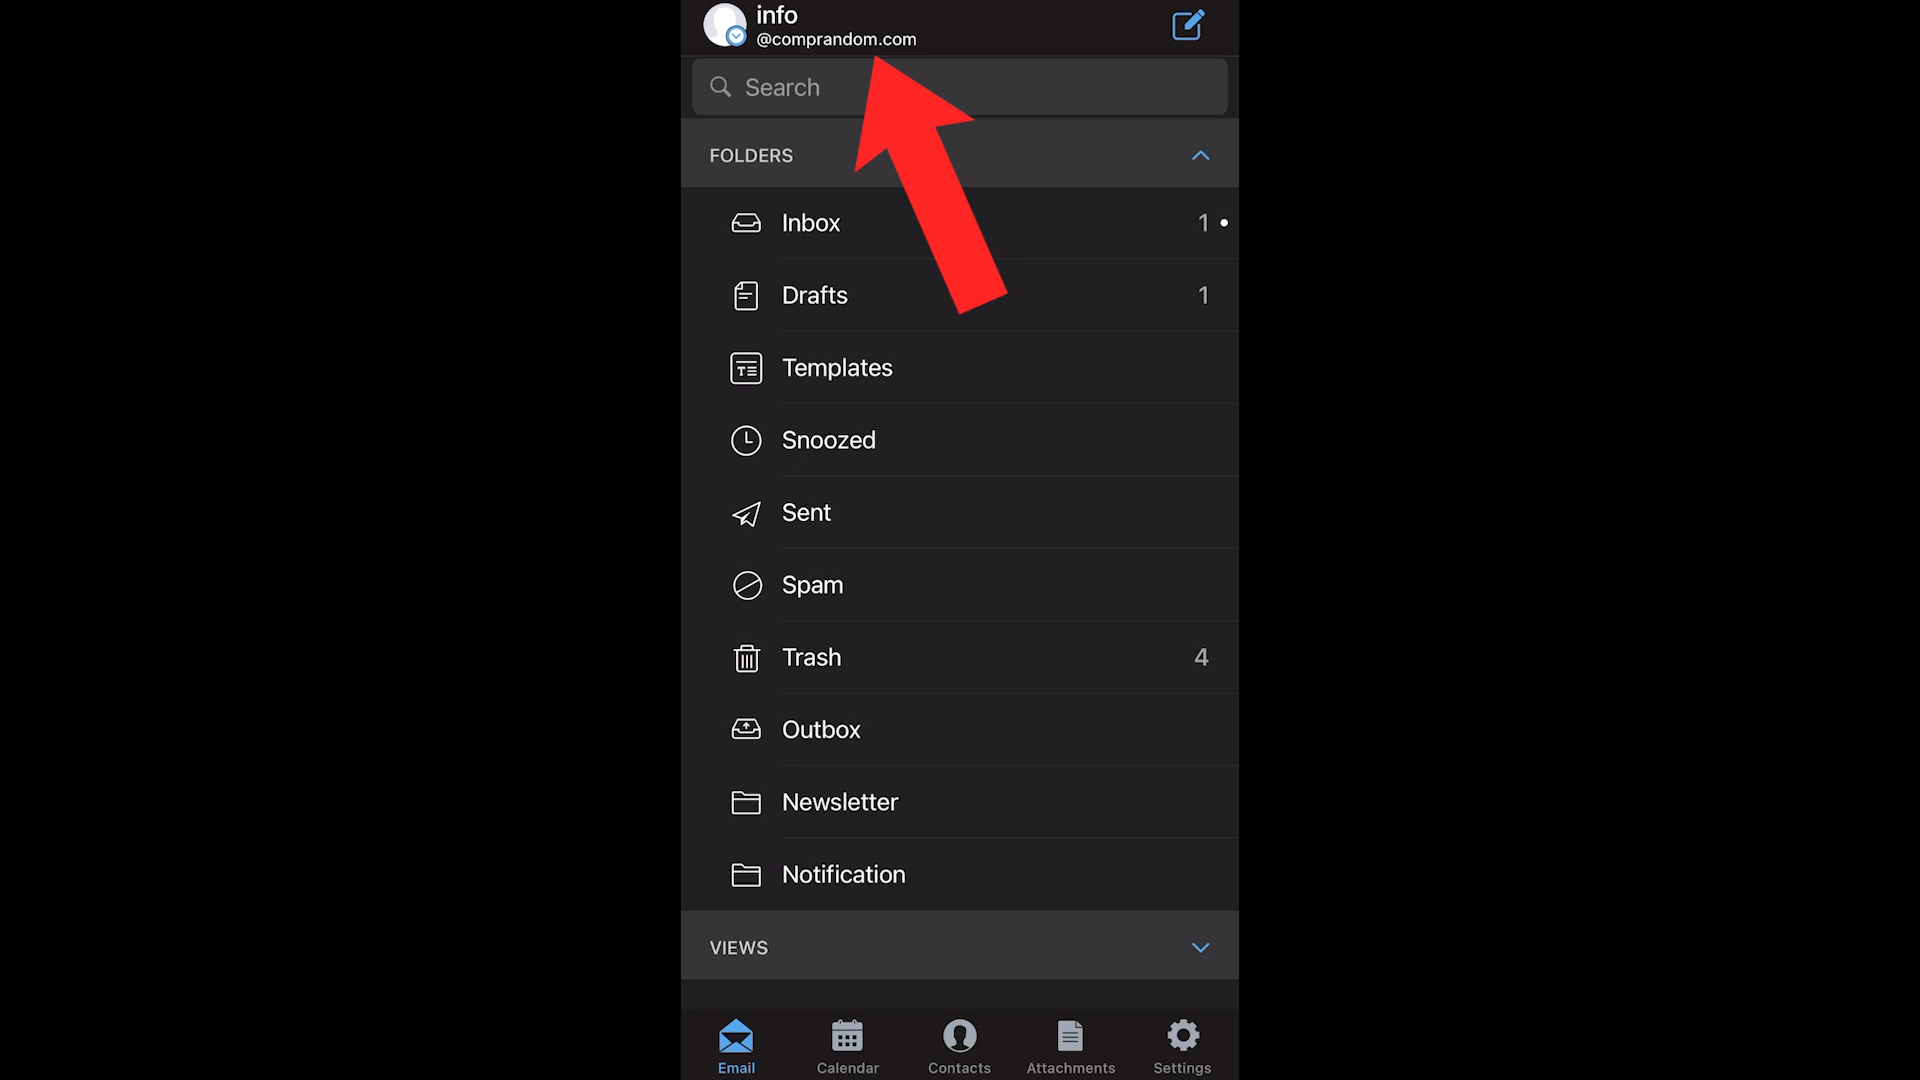 info
@comprandom.com
Search
FOLDERS
Inbox 1
Drafts 1
Templates
Snoozed
Sent
Spam
Trash 4
Outbox
Newsletter
Notification
VIEWS
Email Calendar Contacts Attachments Settings